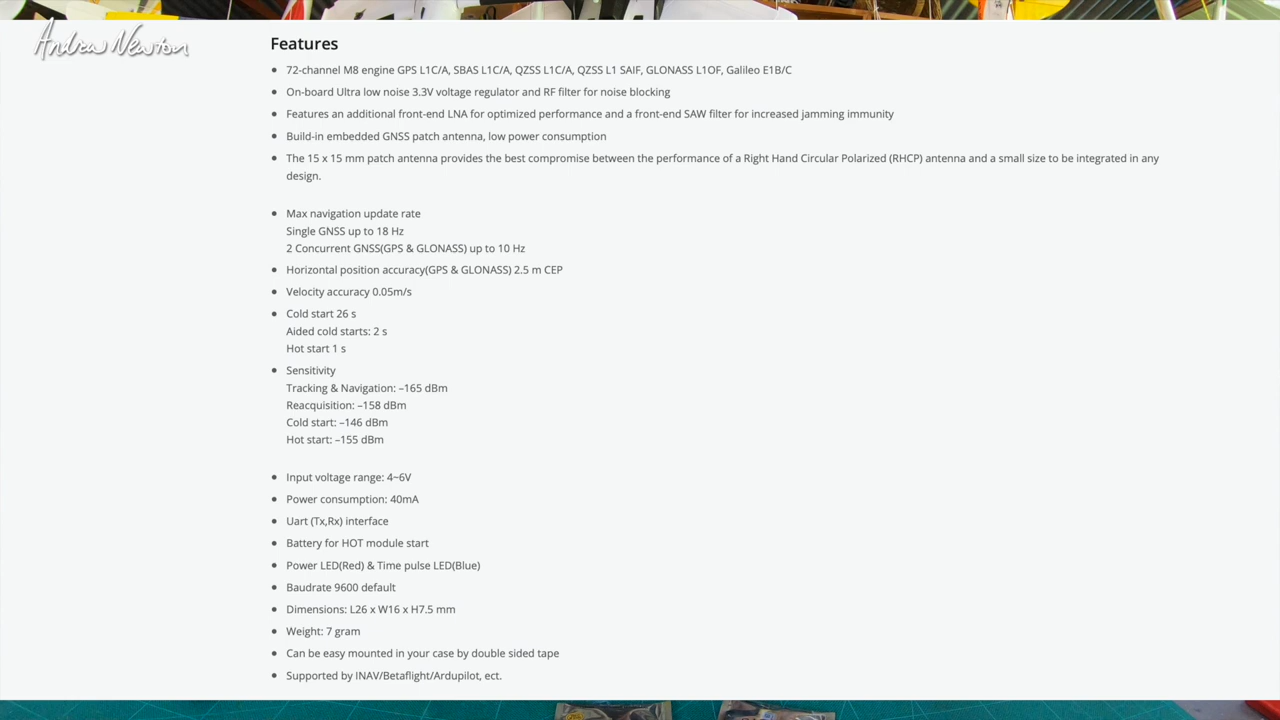 Andrew Newton
Features
72-channel M8 engine GPS L1C/A, SBAS L1C/A, QZSS L1C/A, QZSS L1 SAIF, GLONASS L1OF, Galileo E1B/C
On-board Ultra low noise 3.3V voltage regulator and RF filter for noise blocking
Features an additional front-end LNA for optimized performance and a front-end SAW filter for increased jamming immunity
Build-in embedded GNSS patch antenna, low power consumption
The 15 x 15 mm patch antenna provides the best compromise between the performance of a Right Hand Circular Polarized (RHCP) antenna and a small size to be integrated in any
design.
Max navigation update rate
Single GNSS up to 18 Hz
2 Concurrent GNSS(GPS & GLONASS) up to 10 Hz
Horizontal position accuracy(GPS & GLONASS) 2.5 m CEP
Velocity accuracy 0.05m/s
Cold start 26 s
Aided cold starts: 2 s
Hot start 1 s
Sensitivity
Tracking & Navigation: –165 dBm
Reacquisition: –158 dBm
Cold start: –146 dBm
Hot start: –155 dBm
Input voltage range: 4~6V
Power consumption: 40mA
Uart (Tx,Rx) interface
Battery for HOT module start
Power LED(Red) & Time pulse LED(Blue)
Baudrate 9600 default
Dimensions: L26 x W16 x H7.5 mm
Weight: 7 gram
Can be easy mounted in your case by double sided tape
Supported by INAV/Betaflight/Ardupilot, ect.